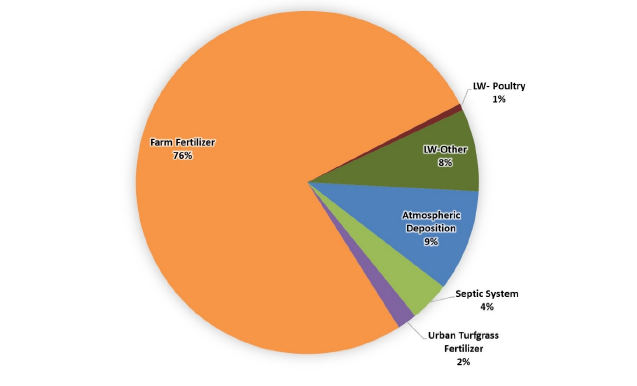 LW- Poultry
1%
Farm Fertilizer
76%
LW-Other
8%
Atmospheric
Deposition
9%
Septic System
4%
Urban Turfgrass
Fertilizer
2%